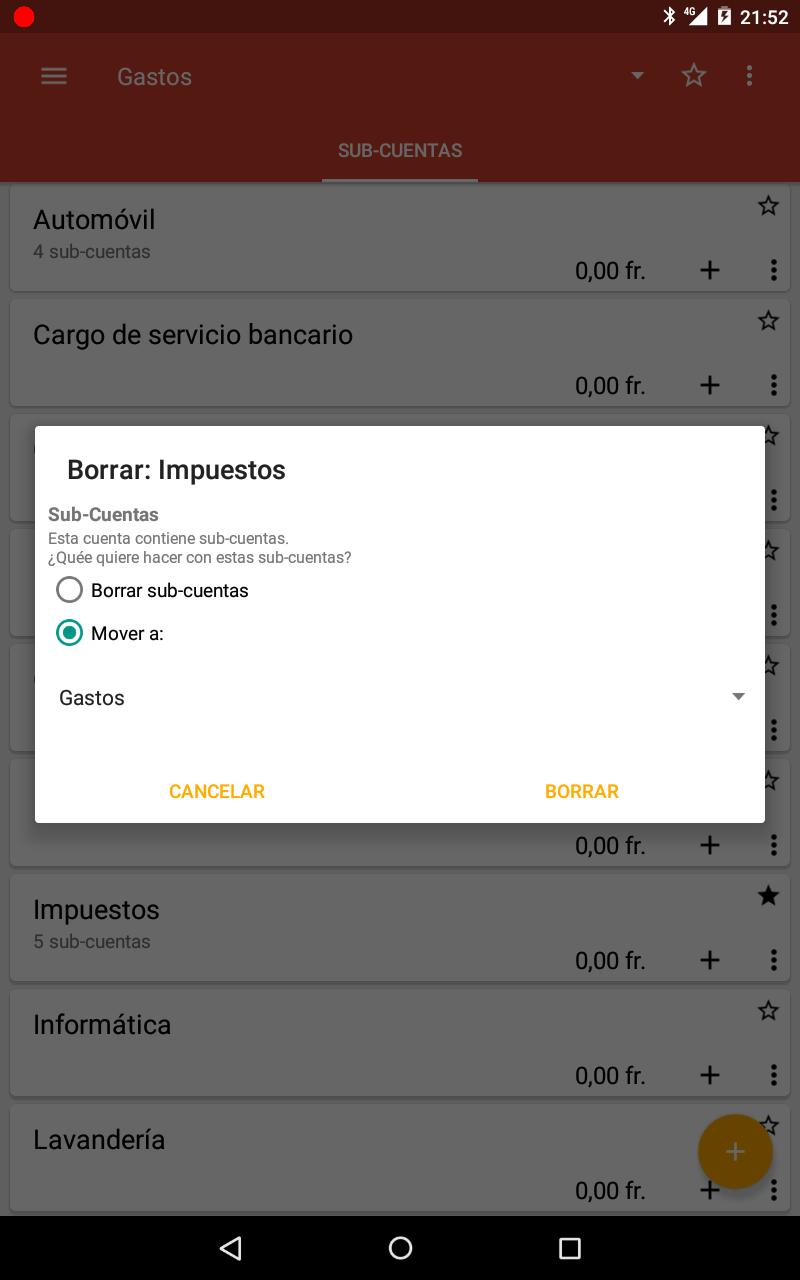 4G 21:52
Gastos
SUB-CUENTAS
Automóvil
4 sub-cuentas
0,00 fr.
Cargo de servicio bancario
0,00 fr.
Borrar: Impuestos
Sub-Cuentas
Esta cuenta contiene sub-cuentas.
¿Quée quiere hacer con estas sub-cuentas?
Borrar sub-cuentas
Mover a:
Gastos
CANCELAR BORRAR
0,00 fr.
Impuestos
5 sub-cuentas
0,00 fr.
Informática
0,00 fr.
Lavandería
0,00 fr.